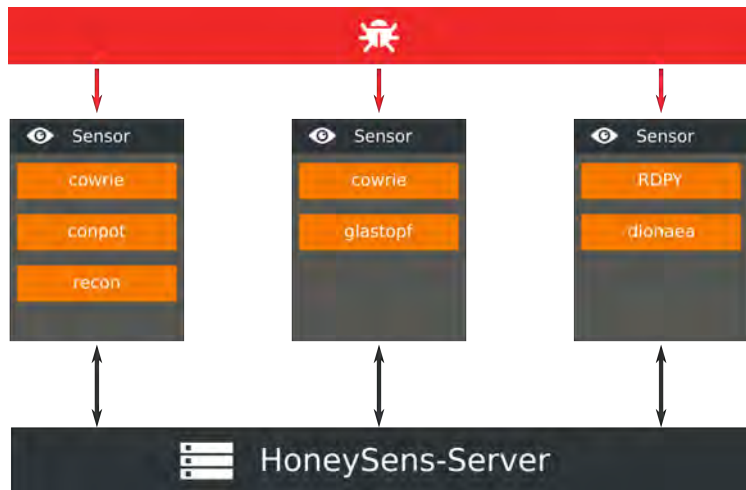 Sensor
cowrie
conpot
recon
Sensor
cowrie
glastopf
Sensor
RDPY
dionaea
HoneySens-Server